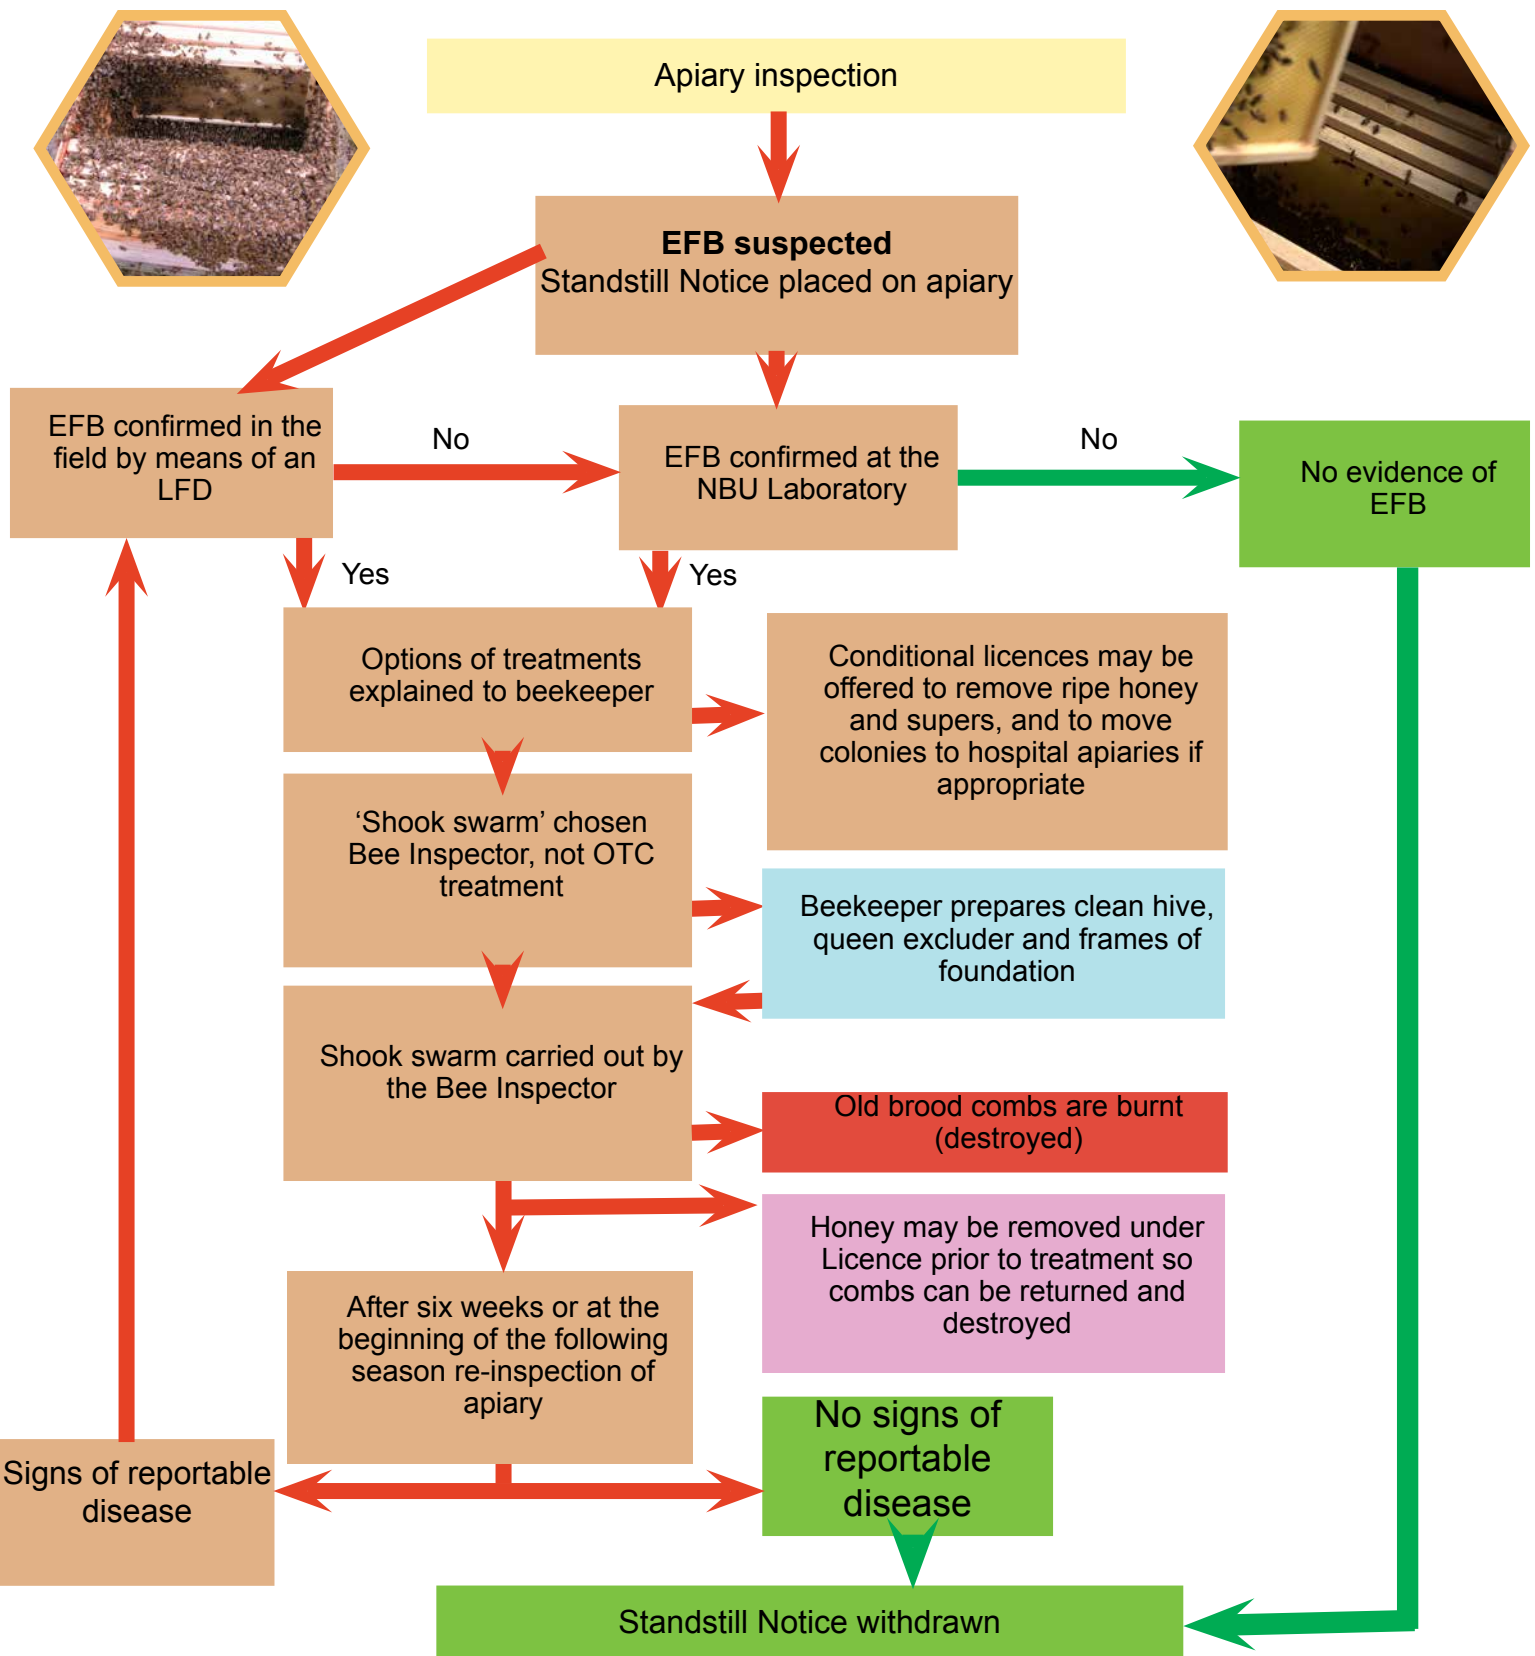 Apiary inspection
EFB suspected
Standstill Notice placed on apiary
EFB confirmed in the
field by means of an
LFD
No
EFB confirmed at the
NBU Laboratory
No
No evidence of
EFB
Yes
Yes
Options of treatments
explained to beekeeper
Conditional licences may be
offered to remove ripe honey
and supers, and to move
colonies to hospital apiaries if
appropriate
‘Shook swarm’ chosen
Bee Inspector, not OTC
treatment
Beekeeper prepares clean hive,
queen excluder and frames of
foundation
Shook swarm carried out by
the Bee Inspector
Old brood combs are burnt
(destroyed)
Honey may be removed under
Licence prior to treatment so
combs can be returned and
destroyed
After six weeks or at the
beginning of the following
season re-inspection of
apiary
Signs of reportable
disease
No signs of
reportable
disease
Standstill Notice withdrawn